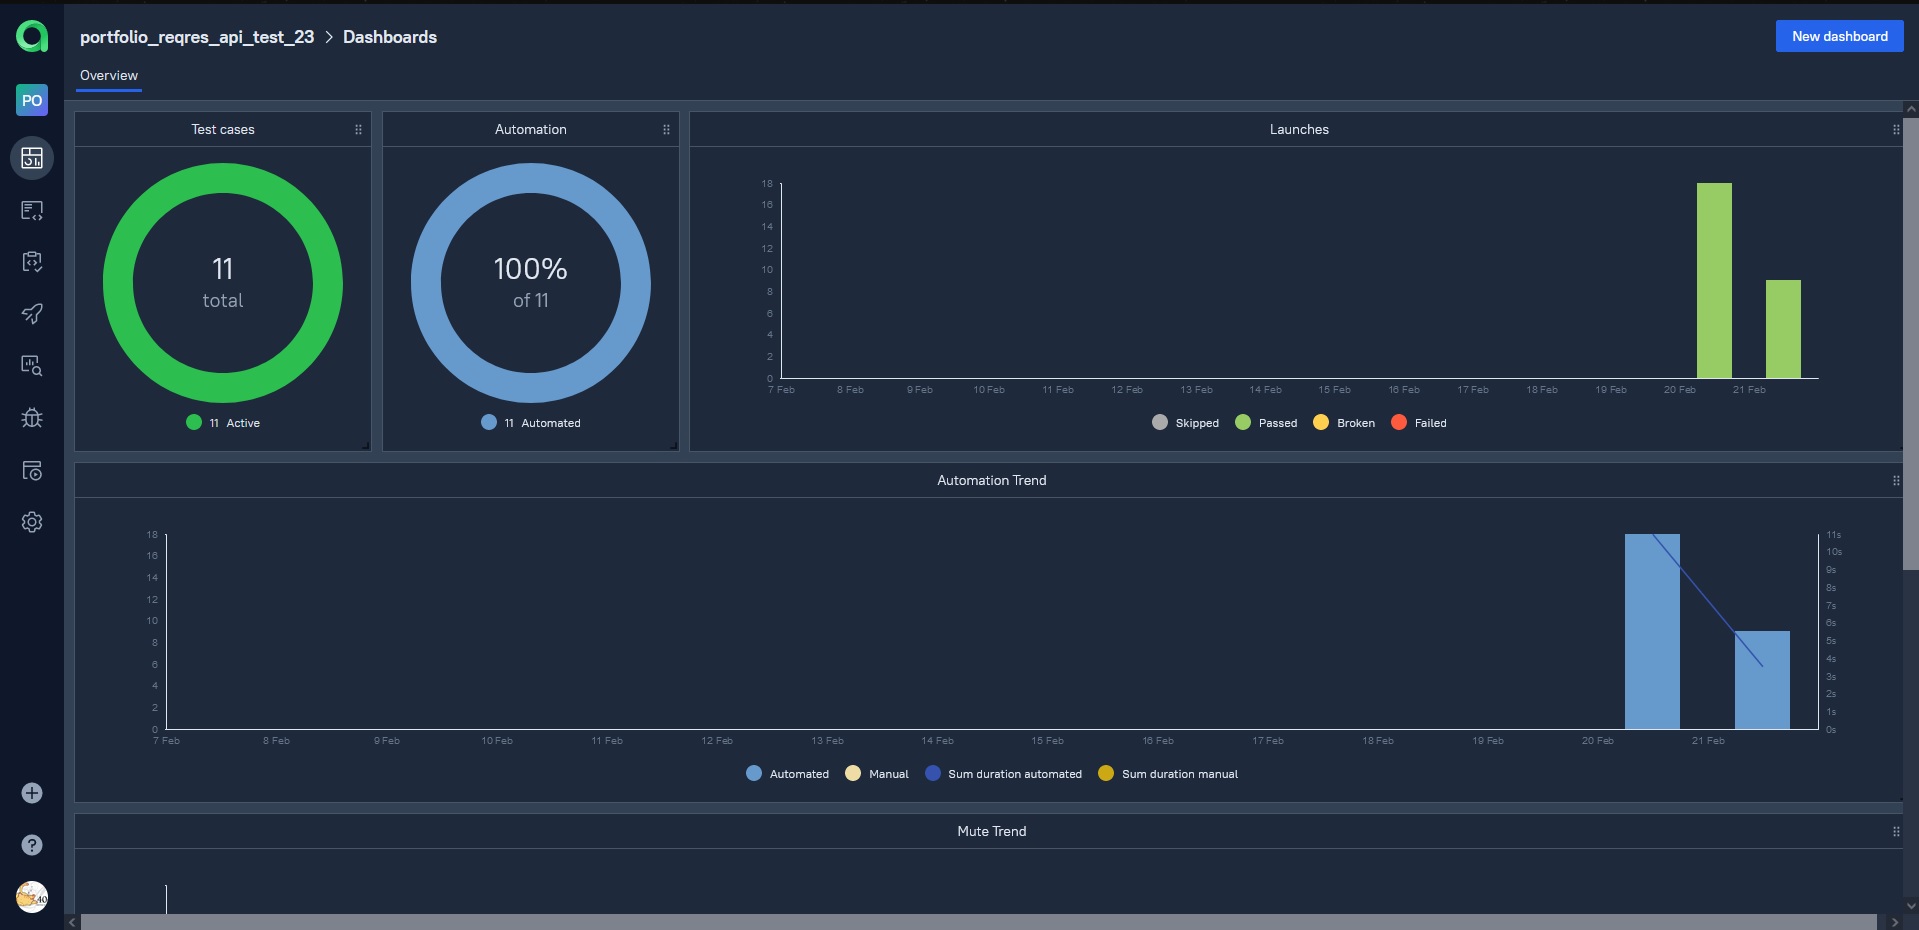 portfolio_reqres_api_test_23 > Dashboards
New dashboard
Overview
PO
Test cases
11
total
11 Active
Automation
100%
of 11
11 Automated
Launches
18
16
14
12
10
8
6
4
2
0
7 Feb 8 Feb 9 Feb 10 Feb 11 Feb 12 Feb 13 Feb 14 Feb 15 Feb 16 Feb 17 Feb 18 Feb 19 Feb 20 Feb 21 Feb
Skipped Passed Broken Failed
Automation Trend
18
16
14
12
10
8
6
4
2
0
11s
10s
9s
8s
7s
6s
5s
4s
3s
2s
1s
0s
7 Feb 8 Feb 9 Feb 10 Feb 11 Feb 12 Feb 13 Feb 14 Feb 15 Feb 16 Feb 17 Feb 18 Feb 19 Feb 20 Feb 21 Feb
Automated Manual Sum duration automated Sum duration manual
Mute Trend
?
40